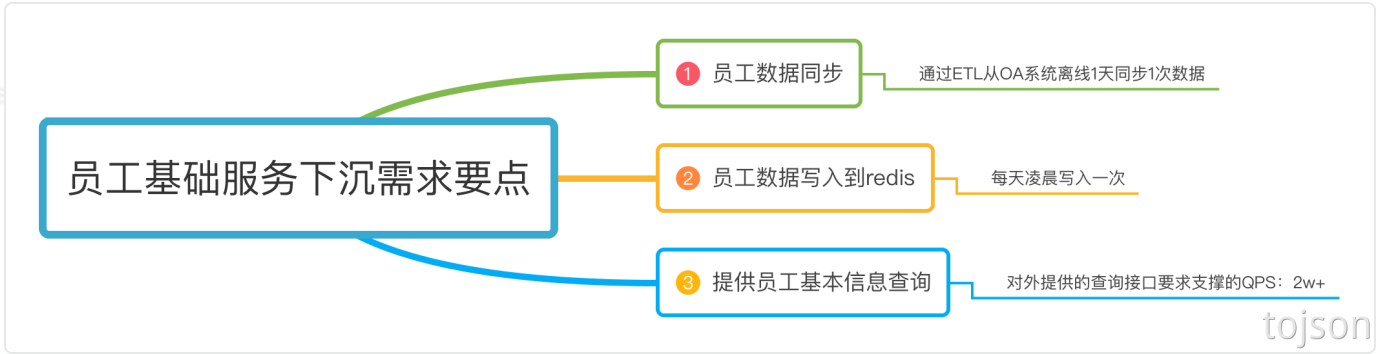 员工基础服务下沉需求要点
1 员工数据同步
通过ETL从OA系统离线1天同步1次数据
2 员工数据写入到redis
每天凌晨写入一次
3 提供员工基本信息查询
对外提供的查询接口要求支撑的QPS：2w+
tojson